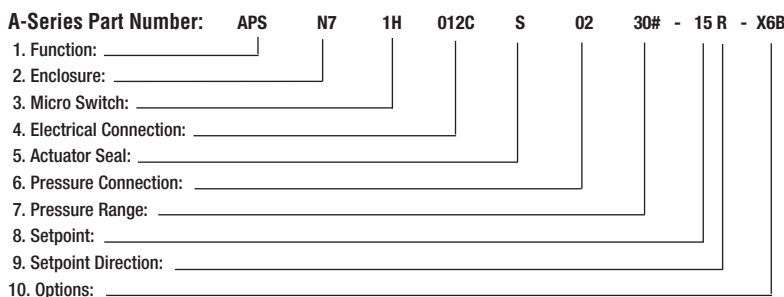 A-Series Part Number: APS N7 1H 012C S 02 30# - 15 R - X6B
1. Function:
2. Enclosure:
3. Micro Switch:
4. Electrical Connection:
5. Actuator Seal:
6. Pressure Connection:
7. Pressure Range:
8. Setpoint:
9. Setpoint Direction:
10. Options: